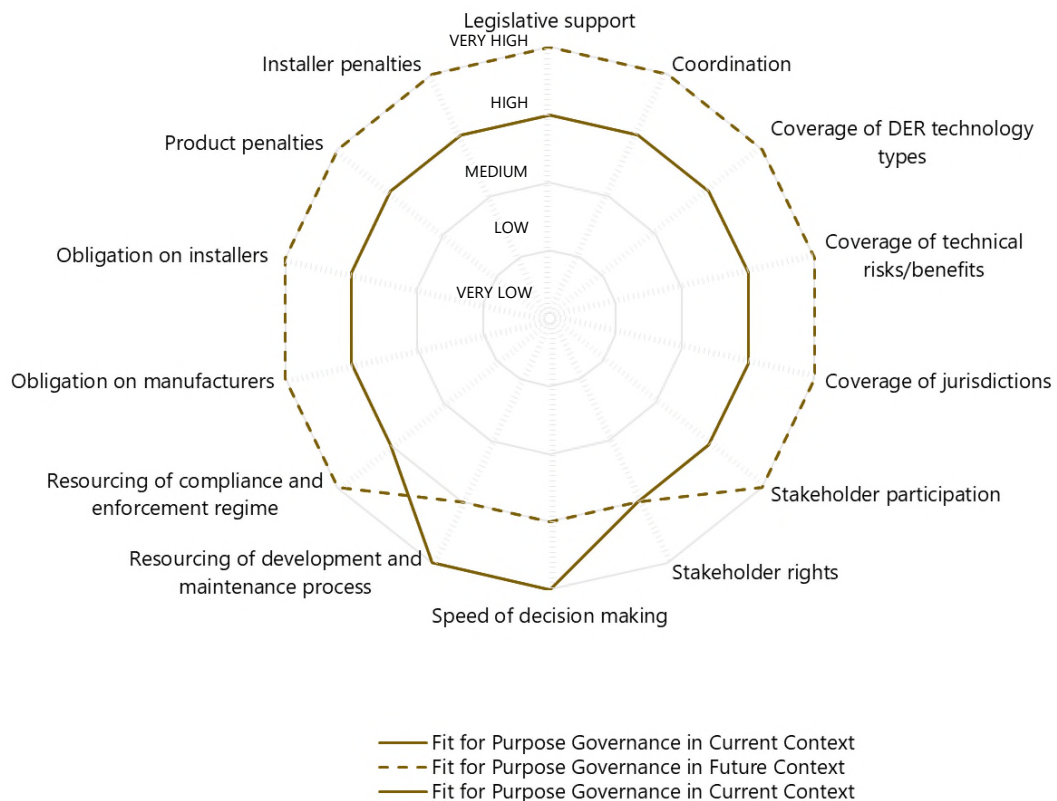 Legislative support
VERY HIGH
Installer penalties
Coordination
HIGH
Product penalties
Coverage of DER technology
types
MEDIUM
LOW
Obligation on installers
Coverage of technical
risks/benefits
VERY LOW
Obligation on manufacturers
Coverage of jurisdictions
Resourcing of compliance and
enforcement regime
Stakeholder participation
Resourcing of development and
maintenance process
Stakeholder rights
Speed of decision making
Fit for Purpose Governance in Current Context
Fit for Purpose Governance in Future Context
Fit for Purpose Governance in Current Context